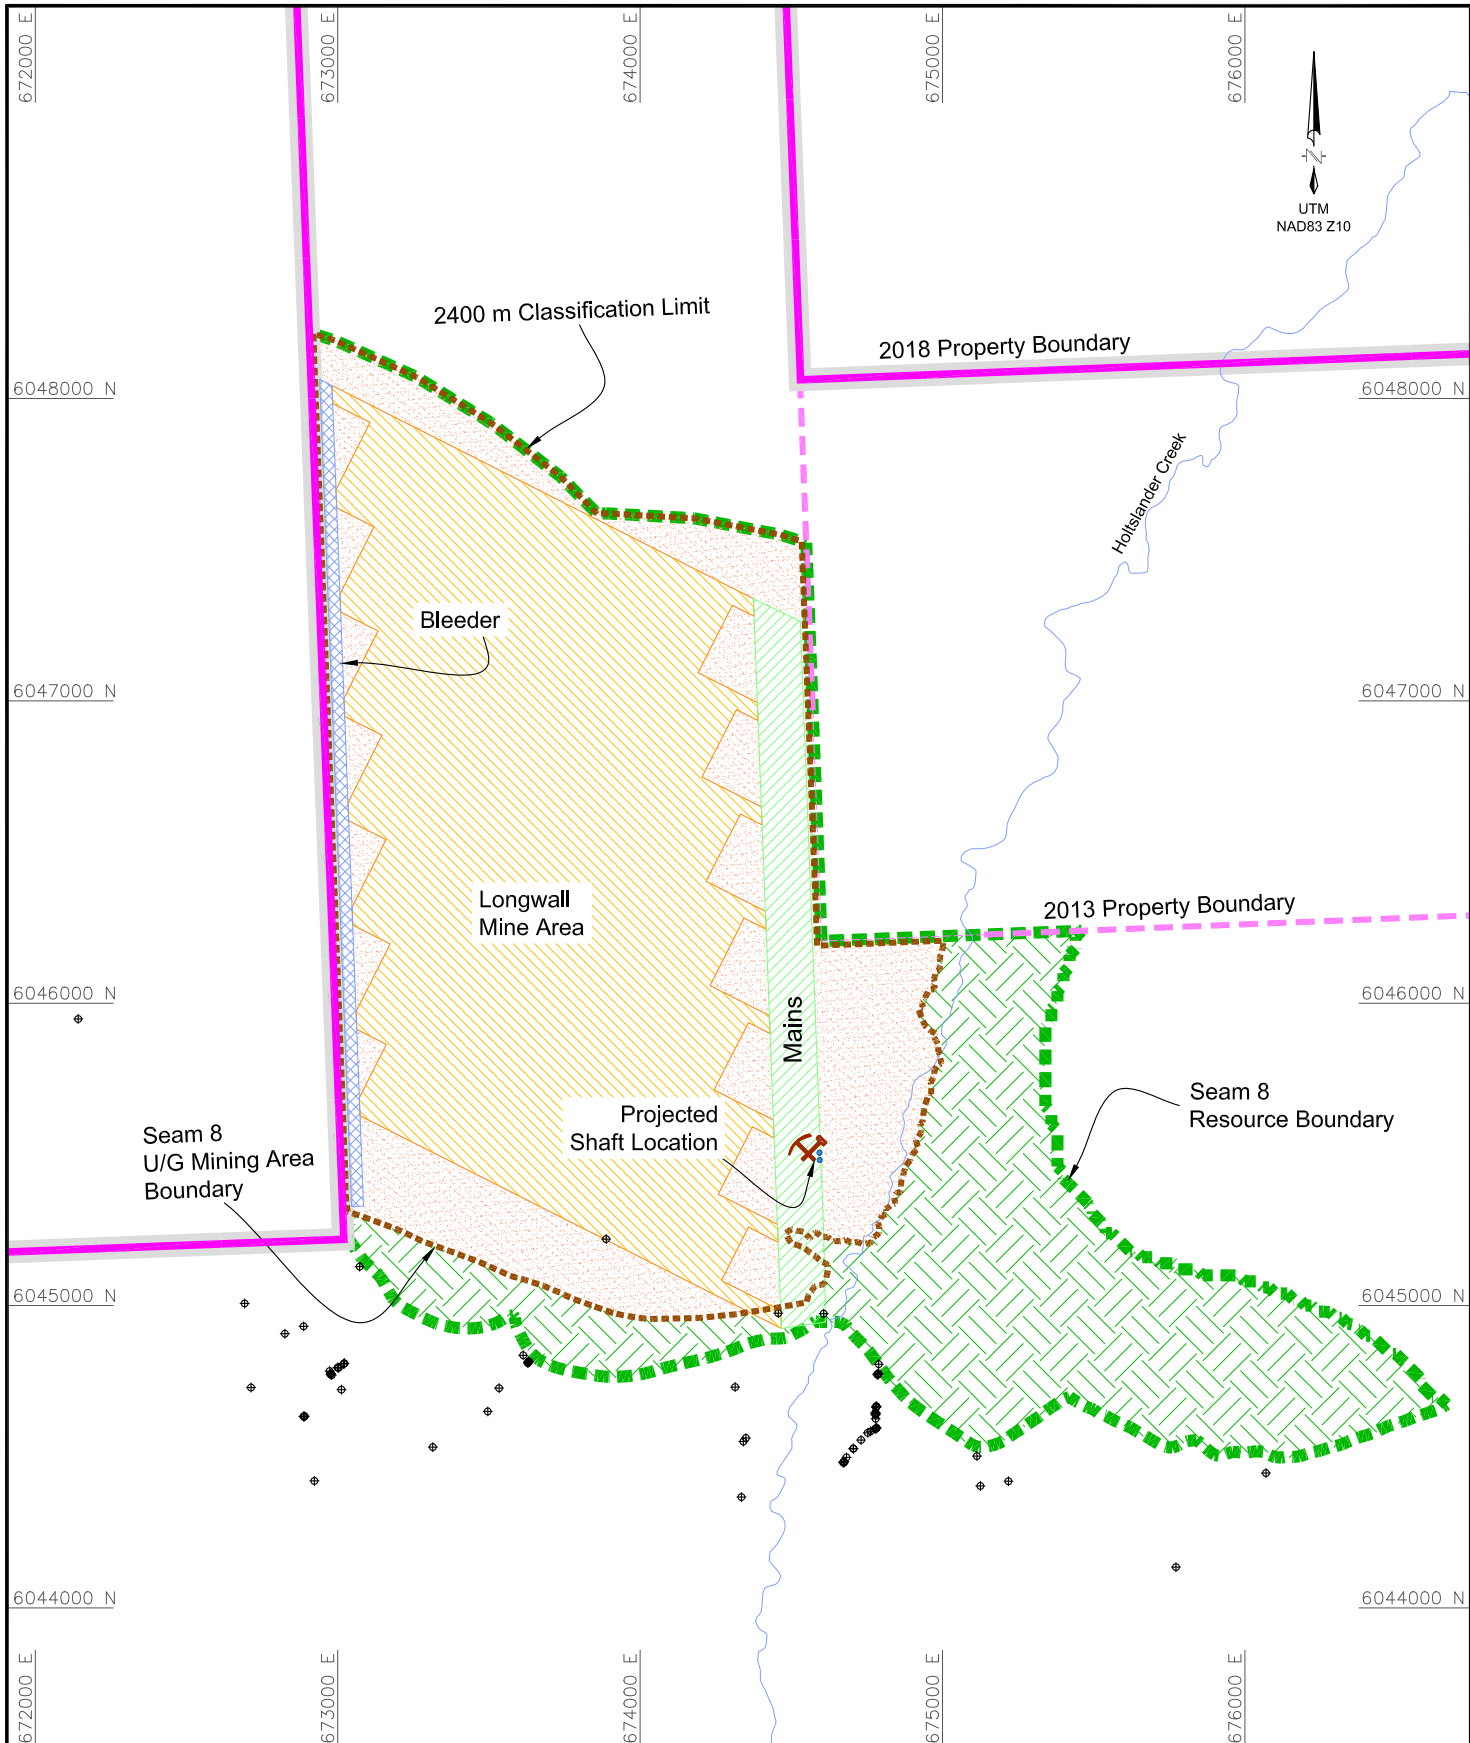 672000 E
673000 E
674000 E
675000 E
676000 E
N
UTM
NAD83 Z10
2400 m Classification Limit
2018 Property Boundary
6048000 N
6048000 N
Holtslander Creek
Bleeder
6047000 N
6047000 N
Longwall
Mine Area
2013 Property Boundary
6046000 N
6046000 N
Mains
Projected
Shaft Location
Seam 8
Resource Boundary
Seam 8
U/G Mining Area
Boundary
6045000 N
6045000 N
6044000 N
6044000 N
672000 E
673000 E
674000 E
675000 E
676000 E